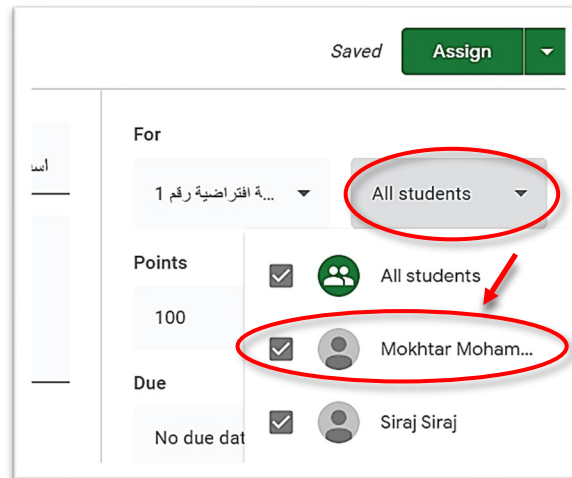 Saved Assign
For
...ة افتراضية رقم 1 All students
Points
All students
100
Mokhtar Moham...
Due
Siraj Siraj
No due dat